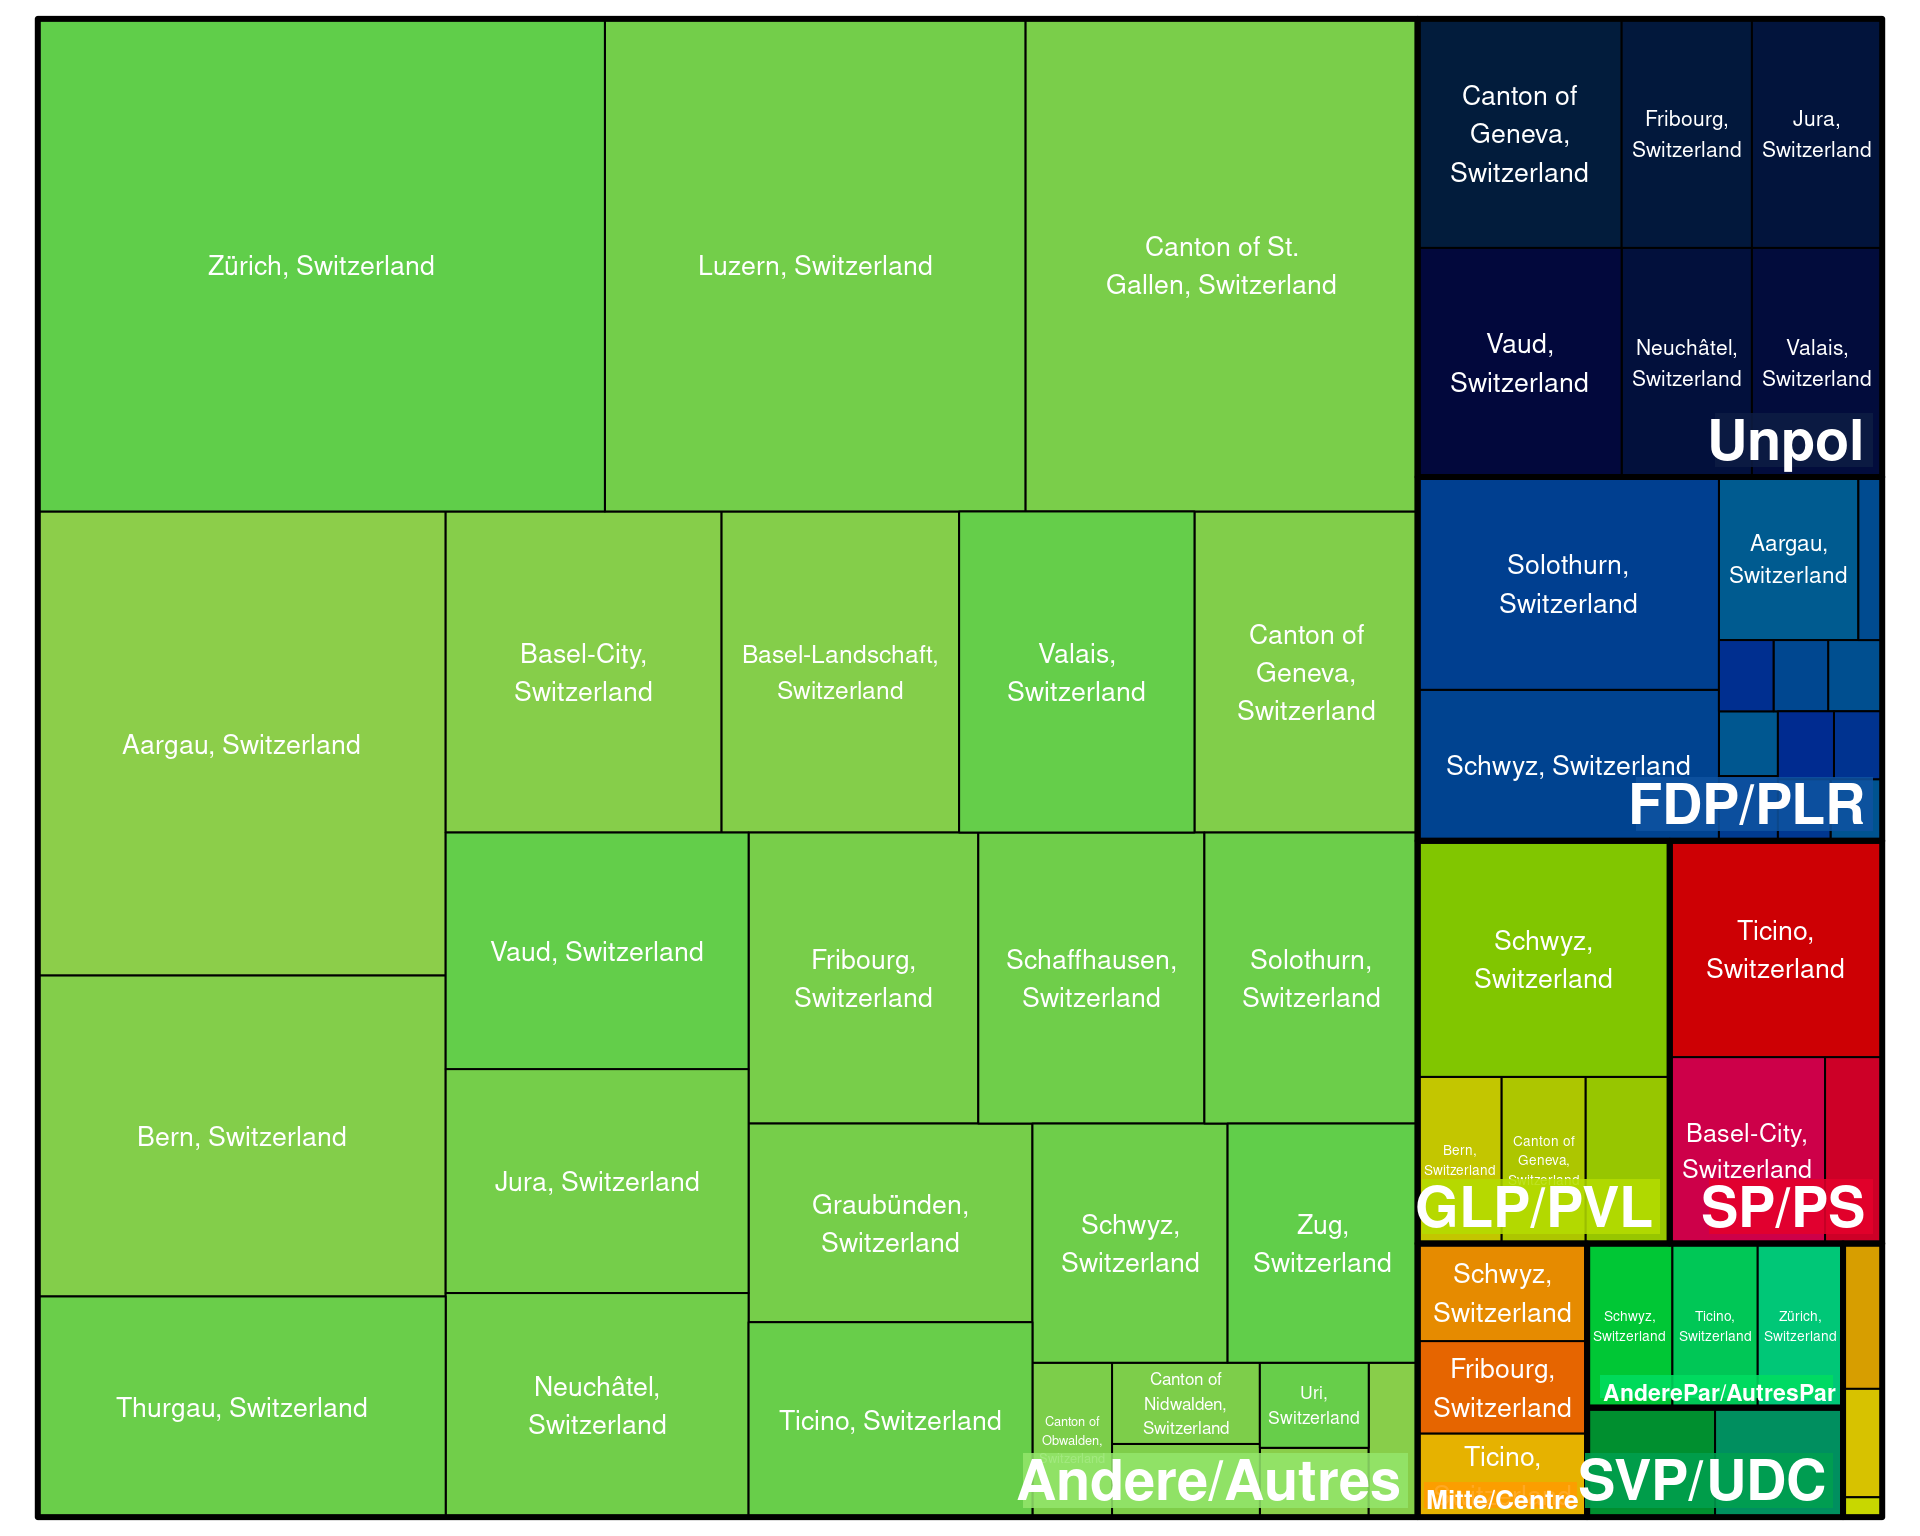 Zürich, Switzerland
Luzern, Switzerland
Canton of St.
Gallen, Switzerland
Aargau, Switzerland
Basel-City,
Switzerland
Basel-Landschaft,
Switzerland
Valais,
Switzerland
Canton of
Geneva,
Switzerland
Bern, Switzerland
Vaud, Switzerland
Fribourg,
Switzerland
Schaffhausen,
Switzerland
Solothurn,
Switzerland
Jura, Switzerland
Graubünden,
Switzerland
Schwyz,
Switzerland
Zug,
Switzerland
Thurgau, Switzerland
Neuchâtel,
Switzerland
Ticino, Switzerland
Canton of
Obwalden,
Switzerland
Canton of
Nidwalden,
Switzerland
Uri,
Switzerland
Andere/Autres
Canton of
Geneva,
Switzerland
Fribourg,
Switzerland
Jura,
Switzerland
Vaud,
Switzerland
Neuchâtel,
Switzerland
Valais,
Switzerland
Unpol
Solothurn,
Switzerland
Aargau,
Switzerland
Schwyz, Switzerland
FDP/PLR
Schwyz,
Switzerland
Bern,
Switzerland
Canton of
Geneva,
Switzerland
GLP/PVL
Ticino,
Switzerland
Basel-City,
Switzerland
SP/PS
Schwyz,
Switzerland
Fribourg,
Switzerland
Ticino,
Mitte/Centre
Schwyz,
Switzerland
Ticino,
Switzerland
Zürich,
Switzerland
AnderePar/AutresPar
SVP/UDC